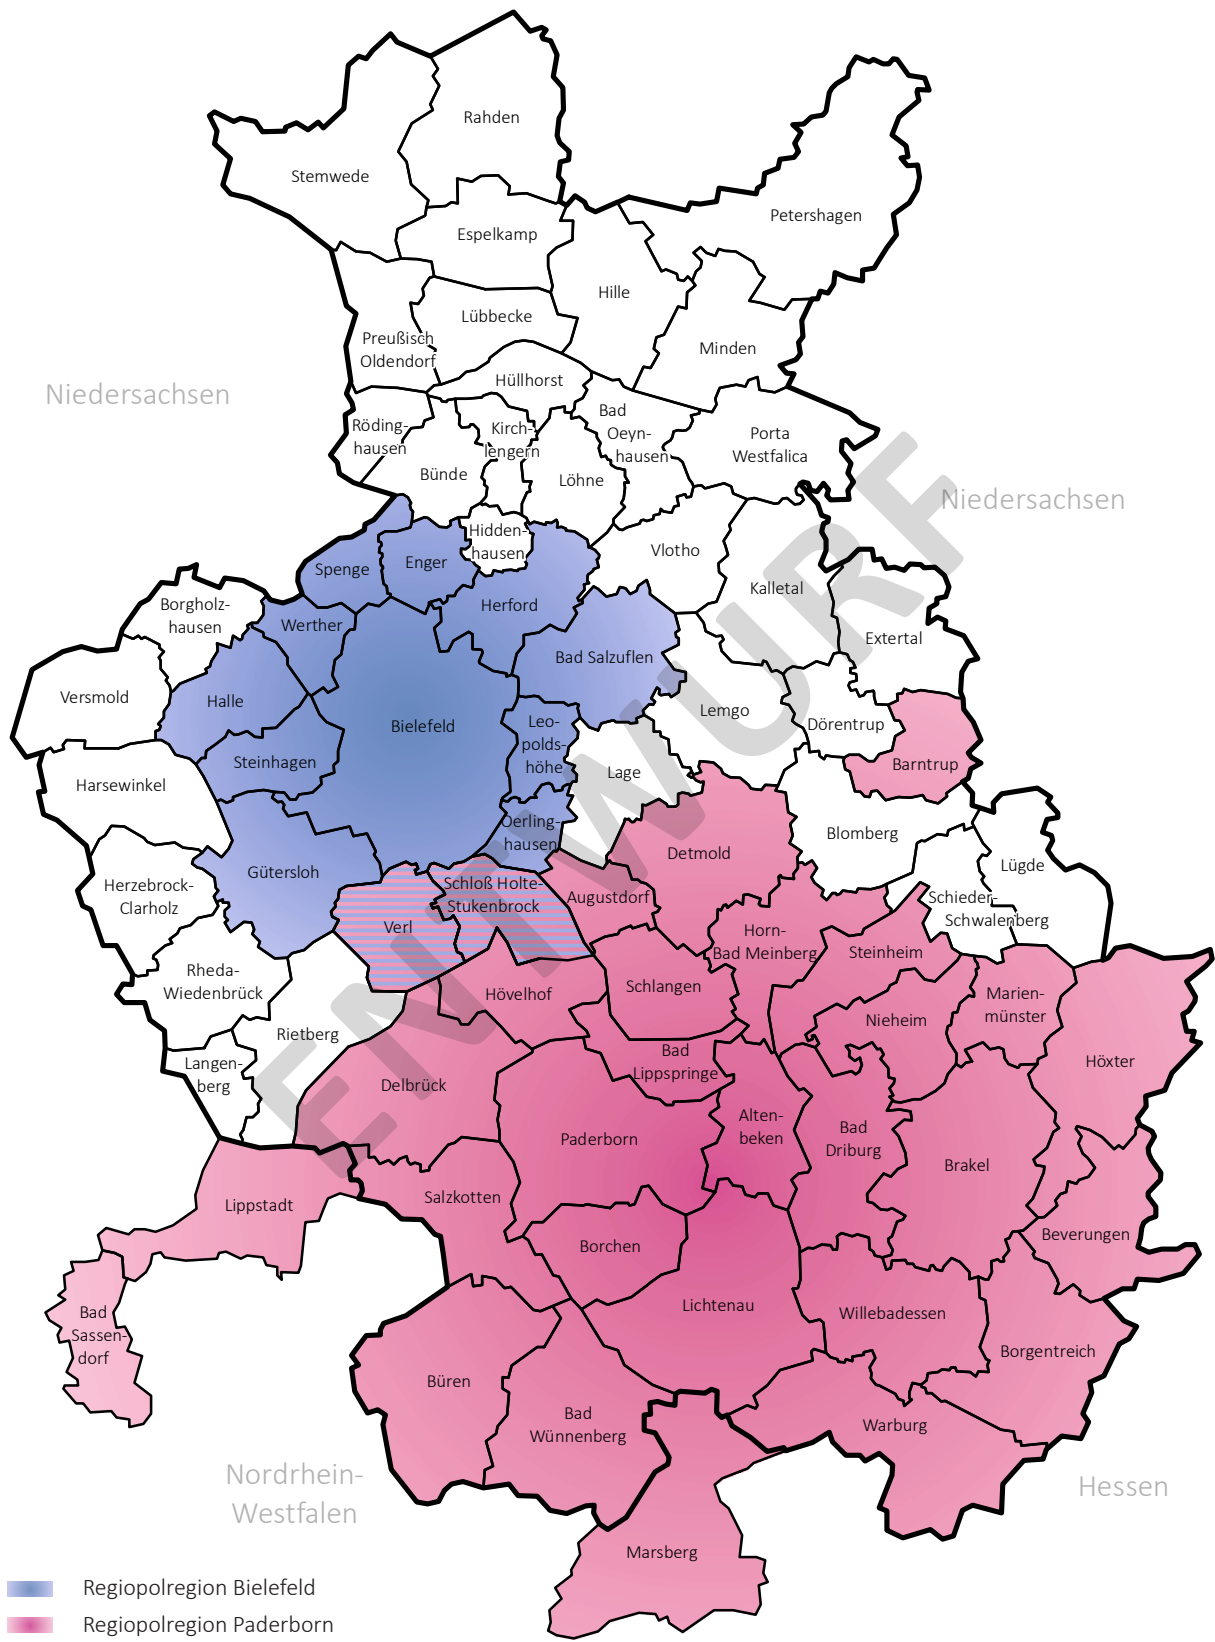 Rahden
Stemwede
Petershagen
Espelkamp
Hille
Lübbecke
Preußisch
Oldendorf
Minden
Niedersachsen
Hüllhorst
Röding-
hausen
Kirch-
lengern
Bad
Oeyn-
hausen
Porta
Westfalica
Bünde
Löhne
Niedersachsen
Hidden-
hausen
Vlotho
Spenge
Enger
Kalletal
Borgholz-
hausen
Werther
Herford
Extertal
Bad Salzuflen
Versmold
Halle
Bielefeld
Leo-
polds-
höhe
Lemgo
Dörentrup
Steinhagen
Harsewinkel
Lage
Barntrup
Oerling-
hausen
Blomberg
Detmold
Gütersloh
Lügde
Herzebrock-
Clarholz
Schloß Holte-
Stukenbrock
Augustdorf
Schieder-
Schwalenberg
Verl
Horn-
Bad Meinberg
Steinheim
Rheda-
Wiedenbrück
Hövelhof
Schlangen
Marien-
münster
Rietberg
Nieheim
Langen-
berg
Bad
Lippspringe
Höxter
Delbrück
Paderborn
Alten-
beken
Bad
Driburg
Brakel
Lippstadt
Salzkotten
Borchen
Beverungen
Bad
Sassen-
dorf
Lichtenau
Willebadessen
Borgentreich
Büren
Bad
Wünnenberg
Warburg
Nordrhein-
Westfalen
Hessen
Marsberg
ENTWURF
Regiopolregion Bielefeld
Regiopolregion Paderborn